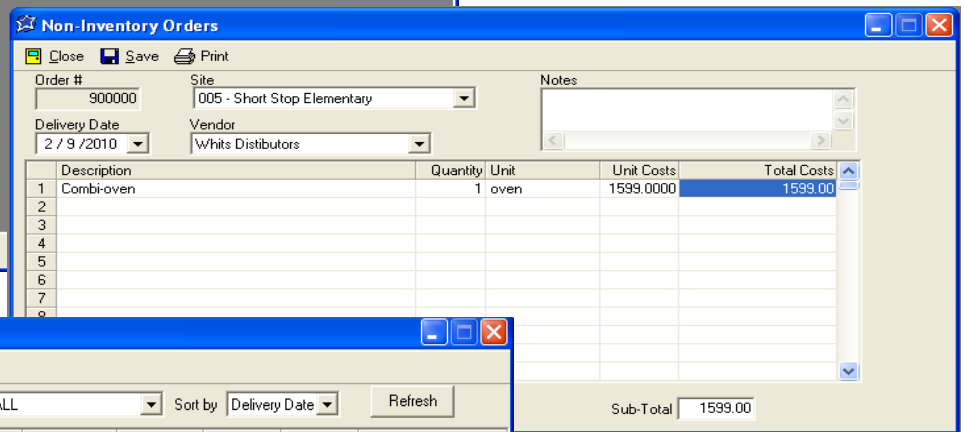 Non-Inventory Orders
Close Save Print
Order # Site Notes
900000 005 - Short Stop Elementary
Delivery Date Vendor
2 / 9 /2010 Whits Distibutors
Description Quantity Unit Unit Costs Total Costs
1 Combi-oven 1 oven 1599.0000 1599.00
2
3
4
5
6
7
ALL Sort by Delivery Date Refresh
Sub-Total 1599.00